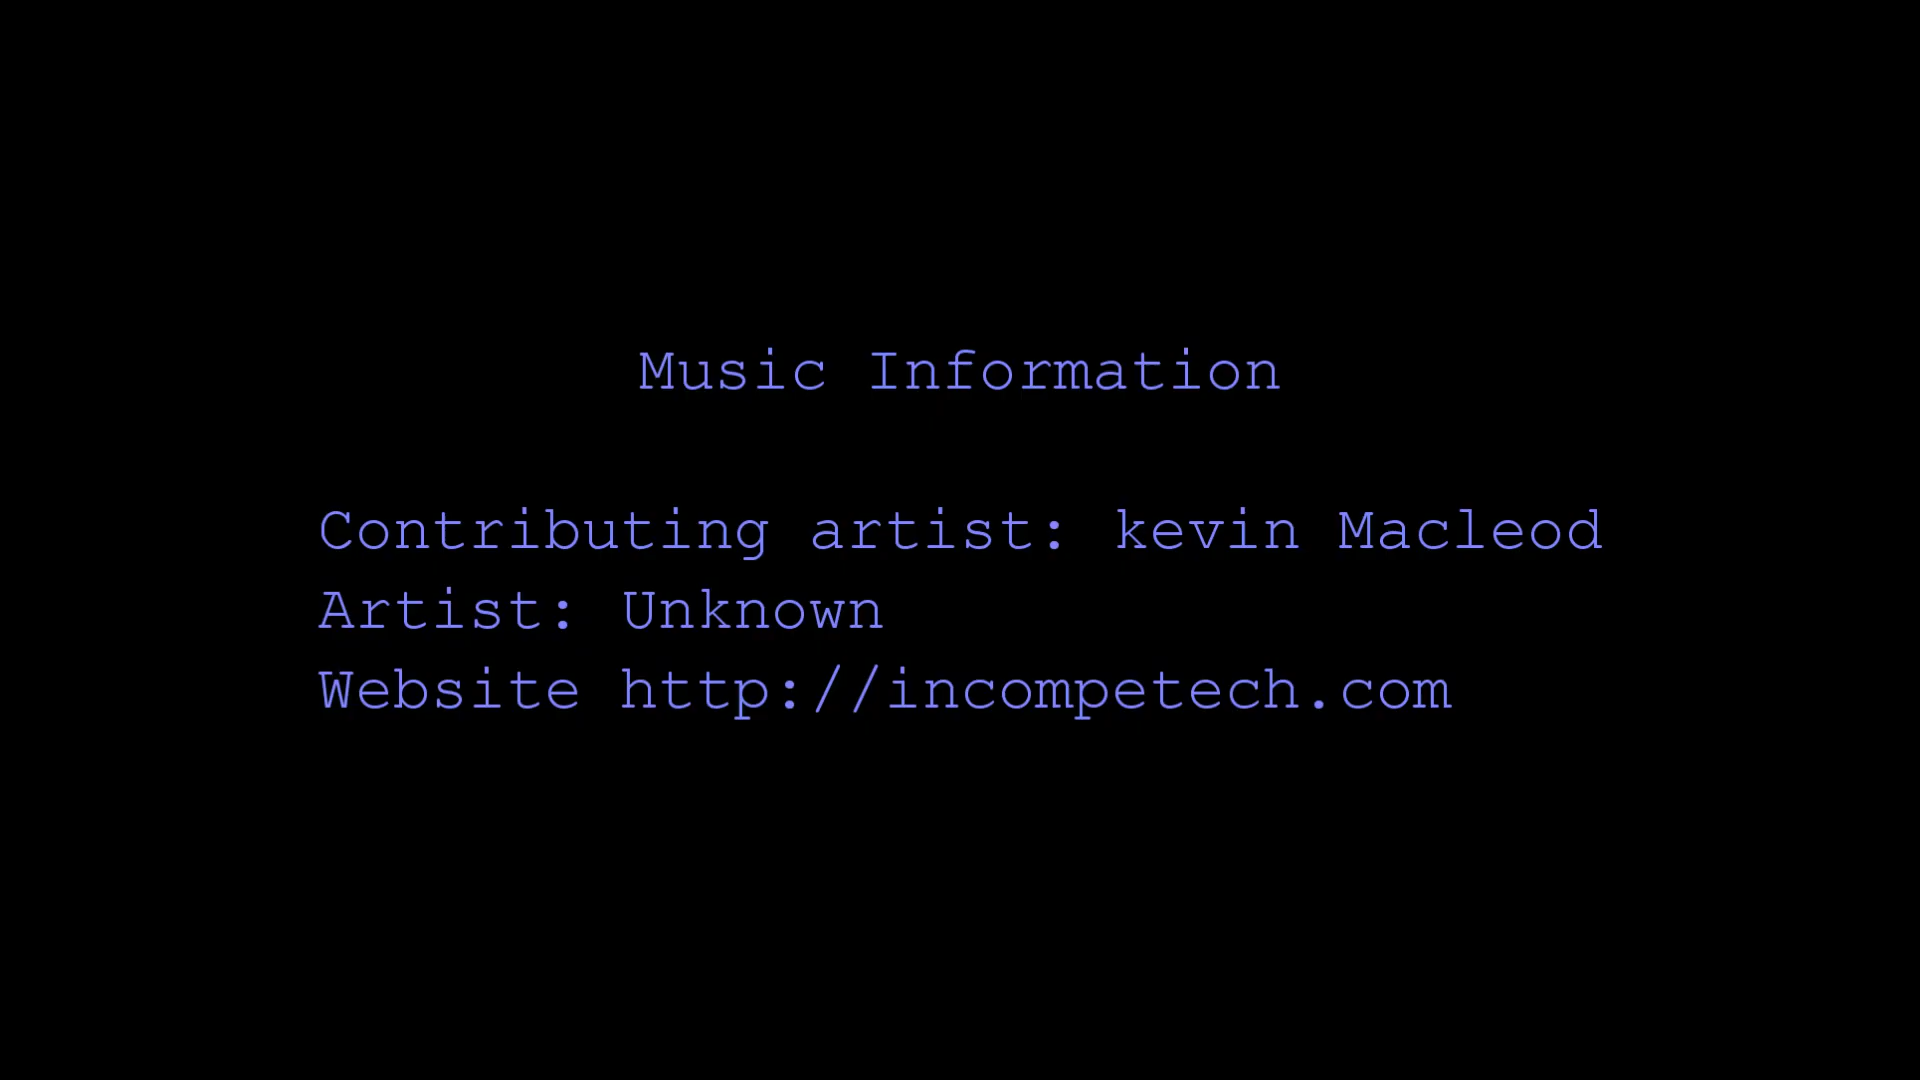 Music Information
Contributing artist: kevin Macleod
Artist: Unknown
Website http://incompetech.com